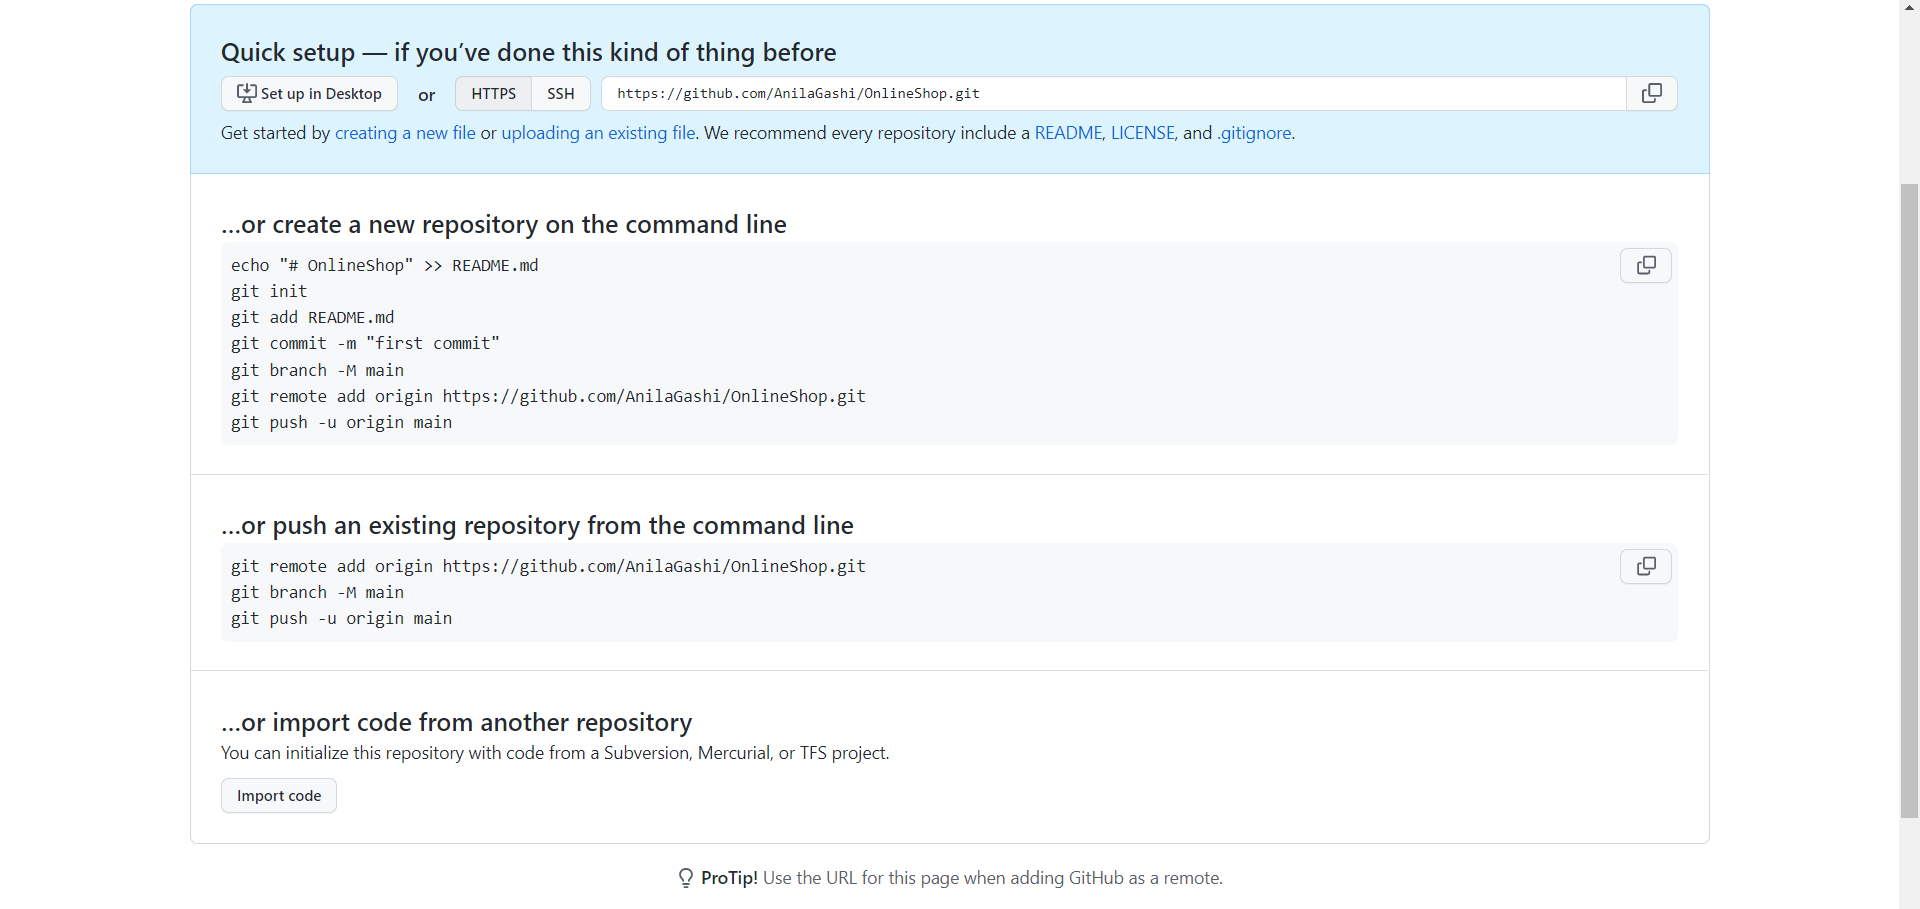 Quick setup — if you’ve done this kind of thing before
Set up in Desktop or HTTPS SSH https://github.com/AnilaGashi/OnlineShop.git
Get started by creating a new file or uploading an existing file. We recommend every repository include a README, LICENSE, and .gitignore.
…or create a new repository on the command line
echo "# OnlineShop" >> README.md
git init
git add README.md
git commit -m "first commit"
git branch -M main
git remote add origin https://github.com/AnilaGashi/OnlineShop.git
git push -u origin main
…or push an existing repository from the command line
git remote add origin https://github.com/AnilaGashi/OnlineShop.git
git branch -M main
git push -u origin main
…or import code from another repository
You can initialize this repository with code from a Subversion, Mercurial, or TFS project.
Import code
ProTip! Use the URL for this page when adding GitHub as a remote.